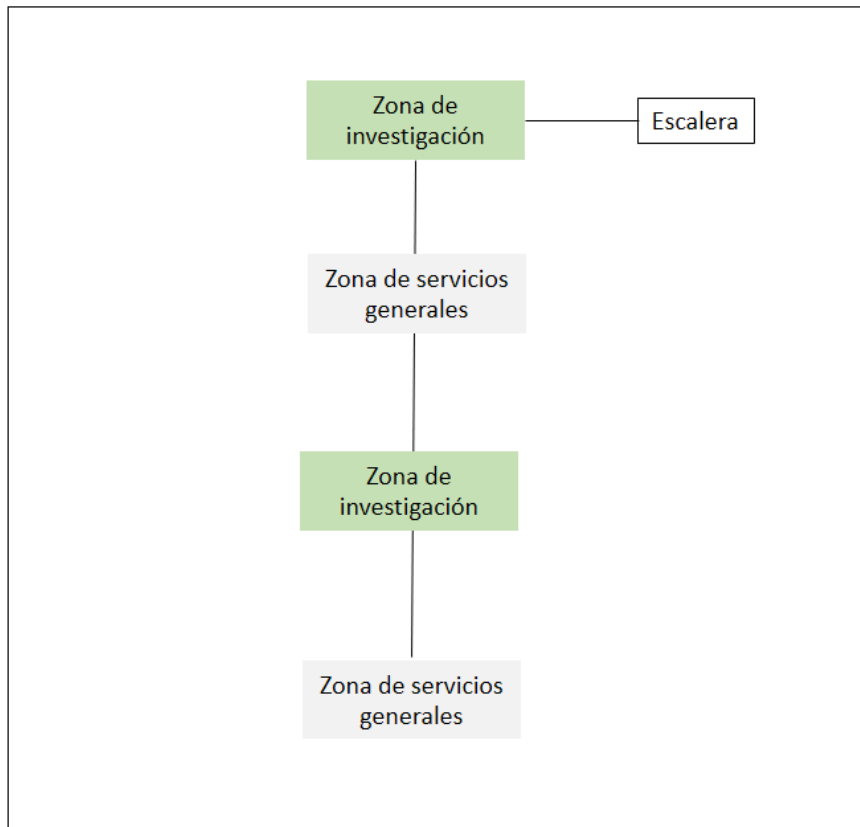 Zona de
investigación
Escalera
Zona de servicios
generales
Zona de
investigación
Zona de servicios
generales